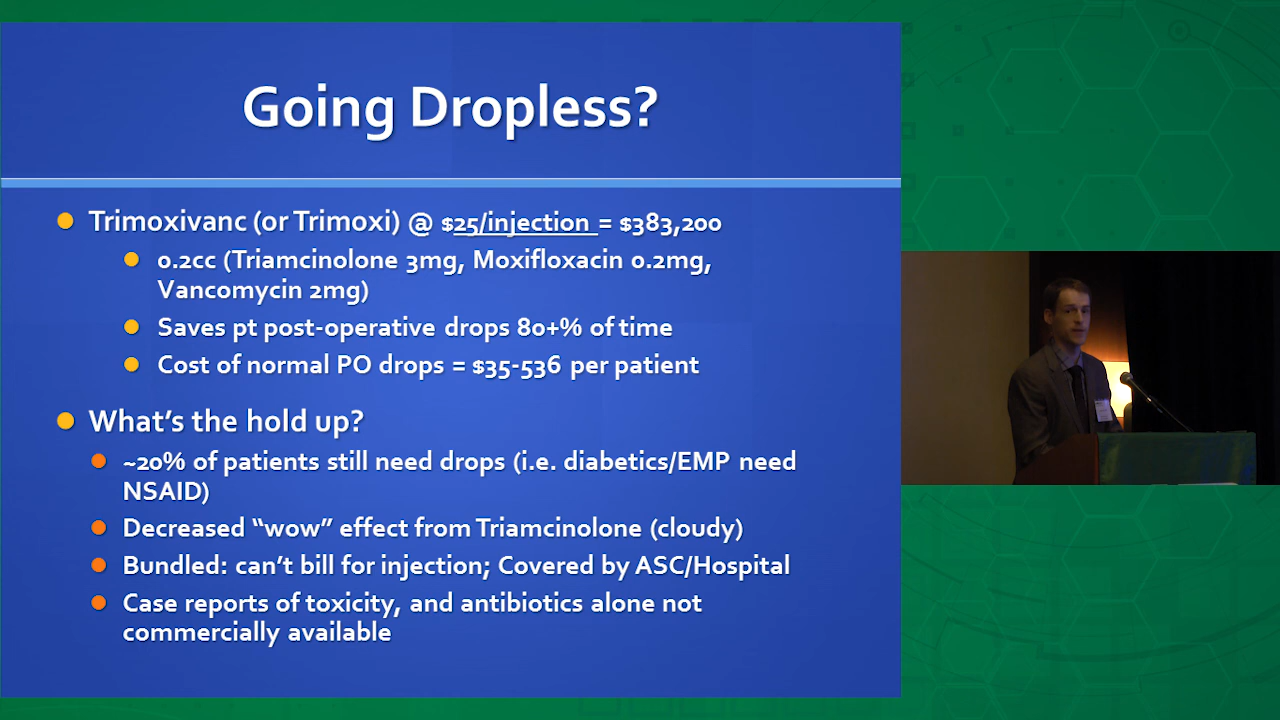 Going Dropless?
Trimoxivanc (or Trimoxi) @ $25/injection = $383,200
0.2cc (Triamcinolone 3mg, Moxifloxacin 0.2mg,
Vancomycin 2mg)
Saves pt post-operative drops 80+% of time
Cost of normal PO drops = $35-536 per patient
What's the hold up?
~20% of patients still need drops (i.e. diabetics/EMP need
NSAID)
Decreased “wow” effect from Triamcinolone (cloudy)
Bundled: can't bill for injection; Covered by ASC/Hospital
Case reports of toxicity, and antibiotics alone not
commercially available